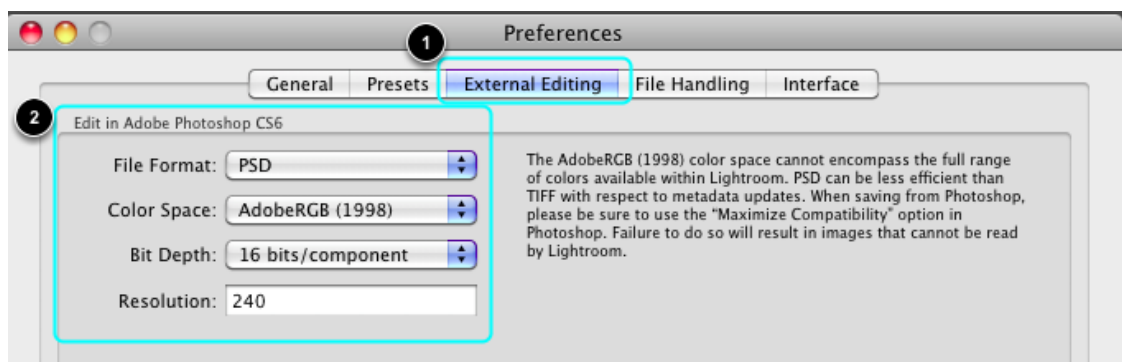 Preferences
1
General Presets External Editing File Handling Interface
2
Edit in Adobe Photoshop CS6
File Format: PSD
Color Space: AdobeRGB (1998)
Bit Depth: 16 bits/component
Resolution: 240
The AdobeRGB (1998) color space cannot encompass the full range
of colors available within Lightroom. PSD can be less efficient than
TIFF with respect to metadata updates. When saving from Photoshop,
please be sure to use the “Maximize Compatibility” option in
Photoshop. Failure to do so will result in images that cannot be read
by Lightroom.